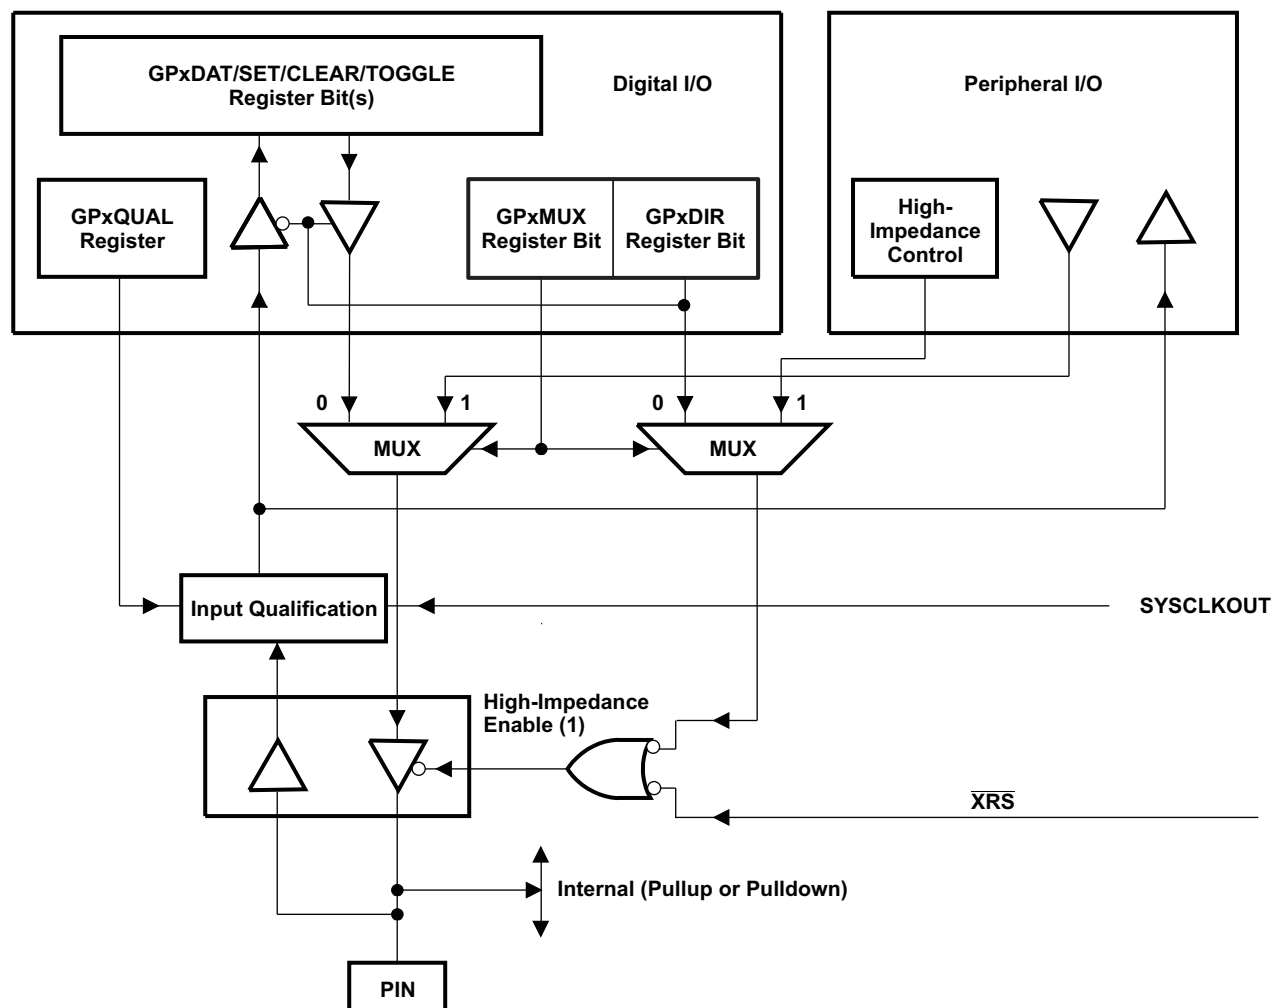 GPxDAT/SET/CLEAR/TOGGLE
Register Bit(s)
Digital I/O
Peripheral I/O
GPxQUAL
Register
GPxMUX
Register Bit
GPxDIR
Register Bit
High-
Impedance
Control
0
1
0
1
MUX
MUX
Input Qualification
SYSCLKOUT
High-Impedance
Enable (1)
XRS
Internal (Pullup or Pulldown)
PIN